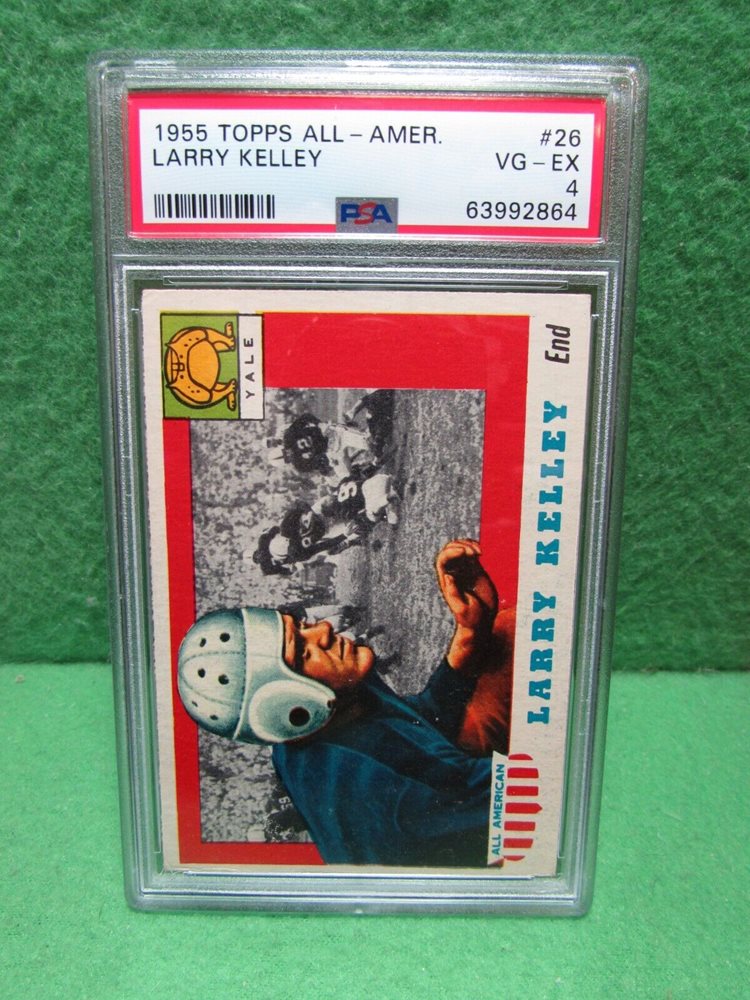 1955 TOPPS ALL-AMER. #26
LARRY KELLEY VG-EX
4
PSA 63992864
YALE
End
LARRY KELLEY
ALL AMERICAN